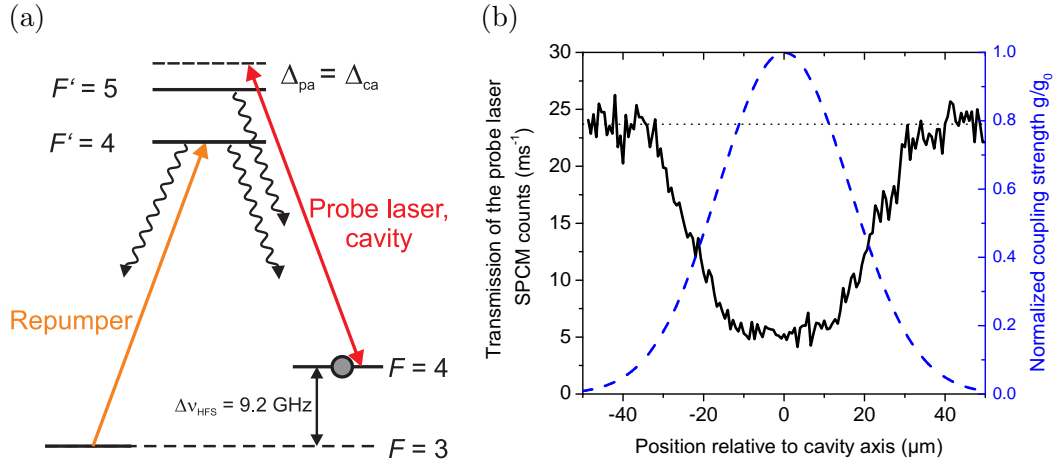 (a)
F‘ = 5
F‘ = 4
Δpa = Δca
Probe laser,
cavity
Repumper
F = 4
ΔνHFS = 9.2 GHz
F = 3
(b)
Transmission of the probe laser
SPCM counts (ms-1)
30
25
20
15
10
5
0
-40
-20
0
20
40
Position relative to cavity axis (µm)
1.0
0.8
0.6
0.4
0.2
0.0
Normalized coupling strength g/g0